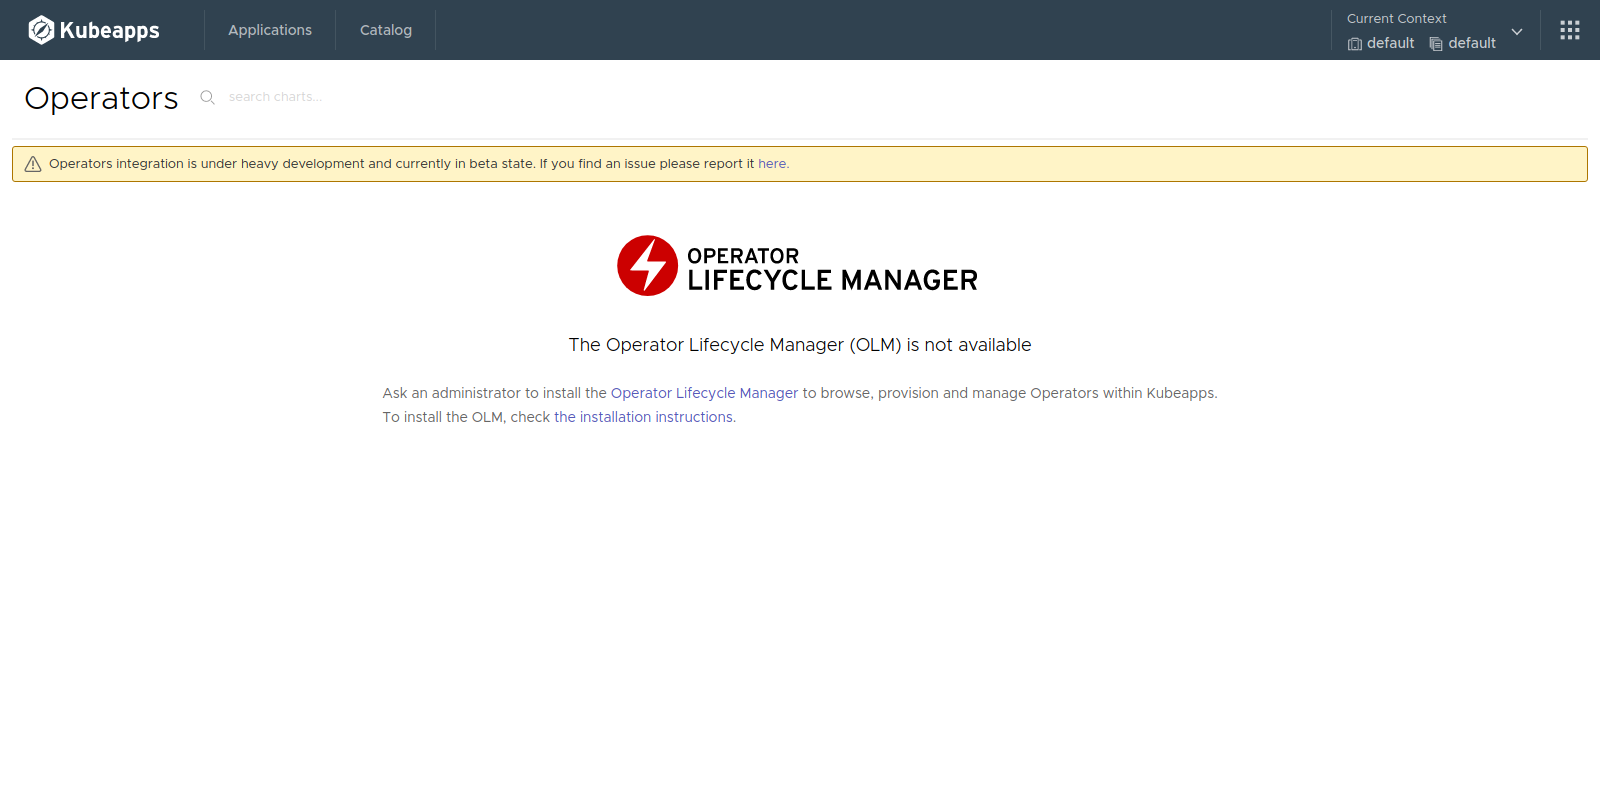 Kubeapps
Applications
Catalog
Current Context
default default
Operators
search charts...
Operators integration is under heavy development and currently in beta state. If you find an issue please report it here.
OPERATOR
LIFECYCLE MANAGER
The Operator Lifecycle Manager (OLM) is not available
Ask an administrator to install the Operator Lifecycle Manager to browse, provision and manage Operators within Kubeapps.
To install the OLM, check the installation instructions.